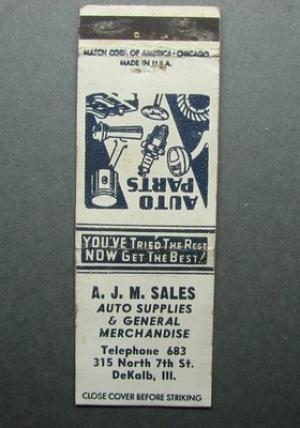 MATCH CORP. OF AMERICA • CHICAGO
MADE IN U.S.A.
AUTO
PARTS
YOU'VE TRIED THE REST
NOW GET THE BEST!
A. J. M. SALES
AUTO SUPPLIES
& GENERAL
MERCHANDISE
Telephone 683
315 North 7th St.
DeKalb, Ill.
CLOSE COVER BEFORE STRIKING